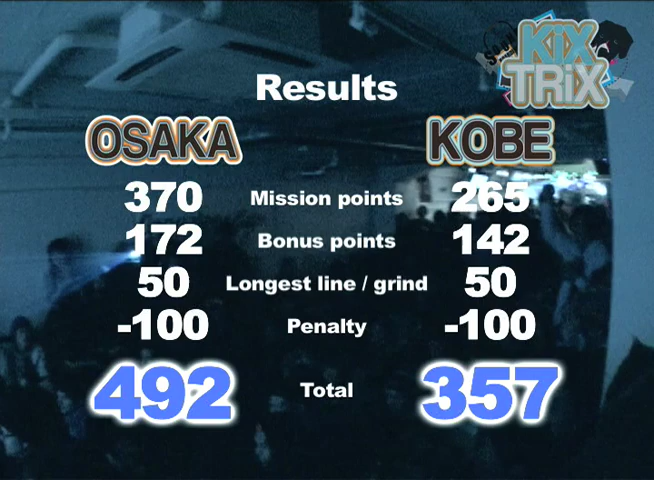 KIX
TRIX
Results
OSAKA KOBE
370 Mission points 265
172 Bonus points 142
50 Longest line / grind 50
-100 Penalty -100
492 Total 357